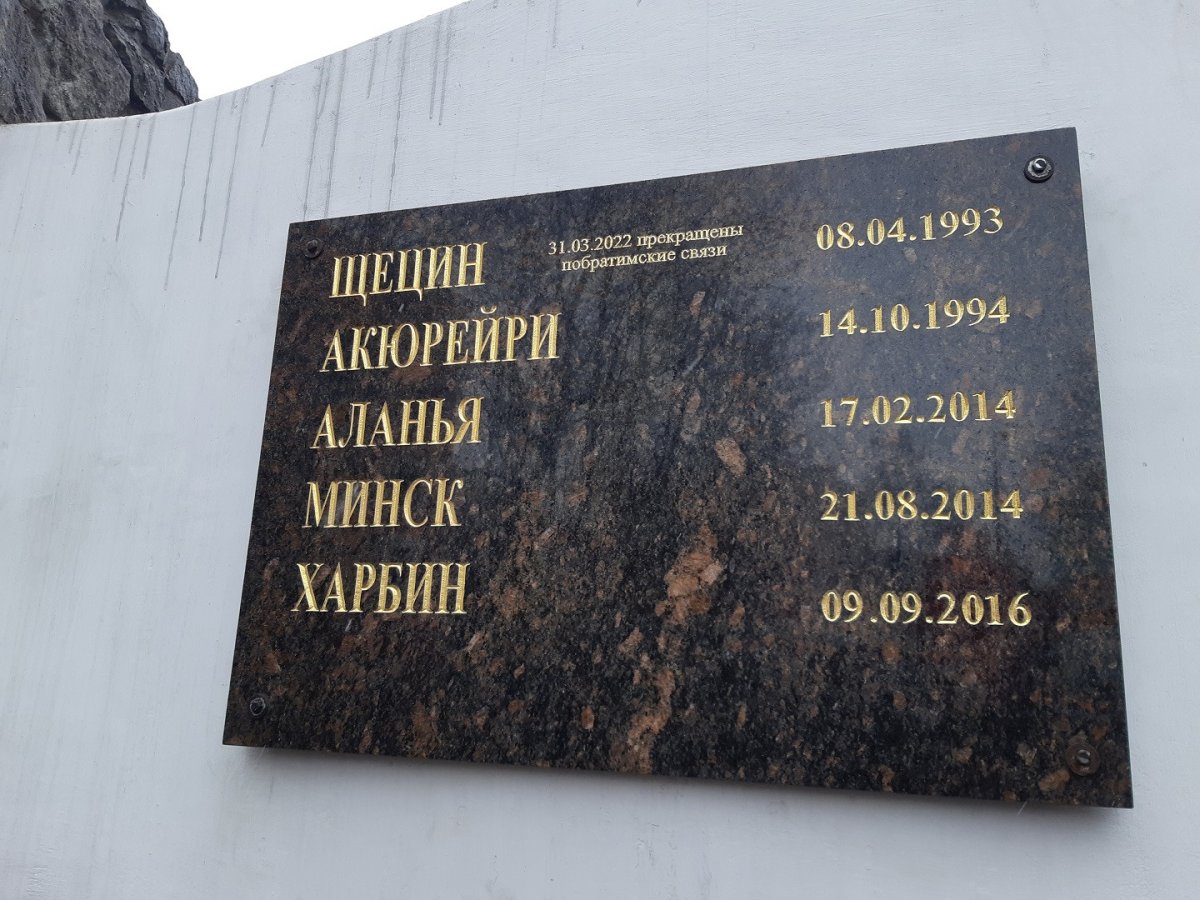 ЩЕЦИН 31.03.2022 прекращены 08.04.1993
побратимские связи
АКЮРЕЙРИ 14.10.1994
АЛАНЬЯ 17.02.2014
МИНСК 21.08.2014
ХАРБИН 09.09.2016